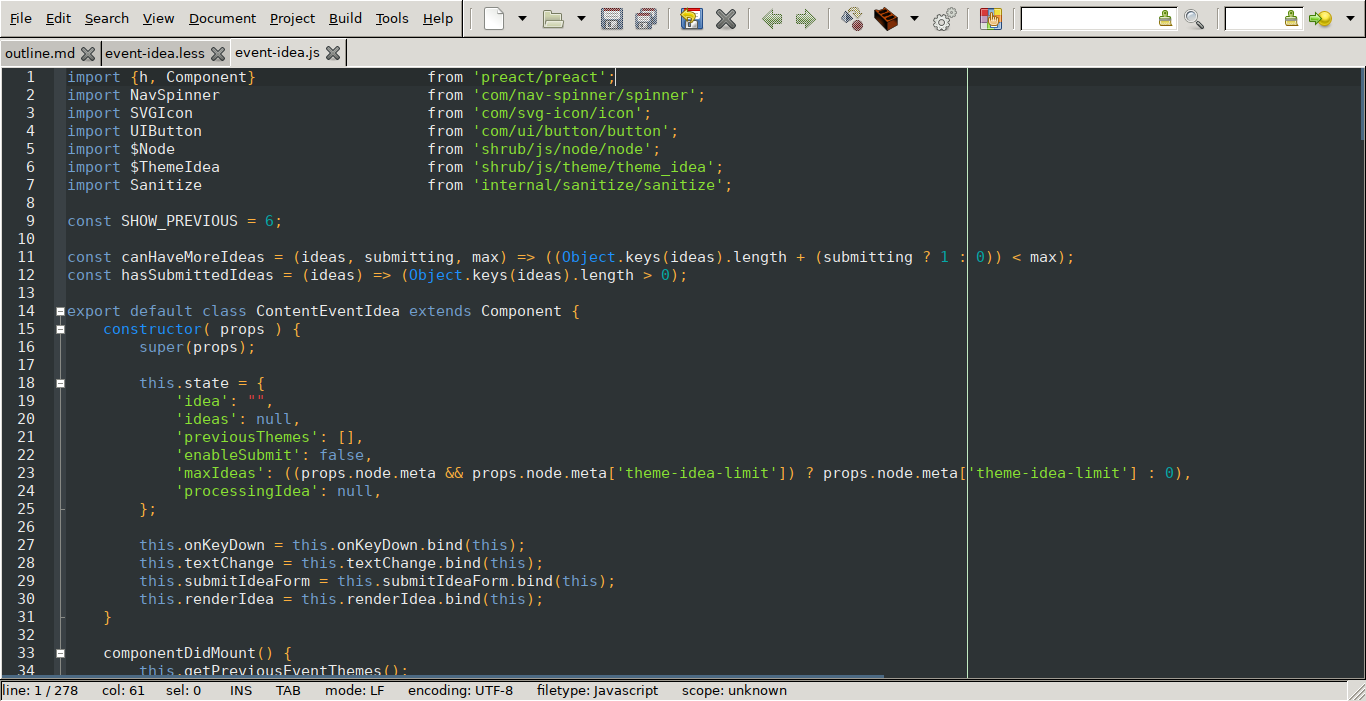 File Edit Search View Document Project Build Tools Help
outline.md event-idea.less event-idea.js
1 import {h, Component} from 'preact/preact';
2 import NavSpinner from 'com/nav-spinner/spinner';
3 import SVGIcon from 'com/svg-icon/icon';
4 import UIButton from 'com/ui/button/button';
5 import $Node from 'shrub/js/node/node';
6 import $ThemeIdea from 'shrub/js/theme/theme_idea';
7 import Sanitize from 'internal/sanitize/sanitize';
8
9 const SHOW_PREVIOUS = 6;
10
11 const canHaveMoreIdeas = (ideas, submitting, max) => ((Object.keys(ideas).length + (submitting ? 1 : 0)) < max);
12 const hasSubmittedIdeas = (ideas) => (Object.keys(ideas).length > 0);
13
14 export default class ContentEventIdea extends Component {
15     constructor( props ) {
16         super(props);
17
18         this.state = {
19             'idea': "",
20             'ideas': null,
21             'previousThemes': [],
22             'enableSubmit': false,
23             'maxIdeas': ((props.node.meta && props.node.meta['theme-idea-limit']) ? props.node.meta['theme-idea-limit'] : 0),
24             'processingIdea': null,
25         };
26
27         this.onKeyDown = this.onKeyDown.bind(this);
28         this.textChange = this.textChange.bind(this);
29         this.submitIdeaForm = this.submitIdeaForm.bind(this);
30         this.renderIdea = this.renderIdea.bind(this);
31     }
32
33     componentDidMount() {
34         this.getPreviousEventThemes();
line: 1 / 278 col: 61 sel: 0 INS TAB mode: LF encoding: UTF-8 filetype: Javascript scope: unknown